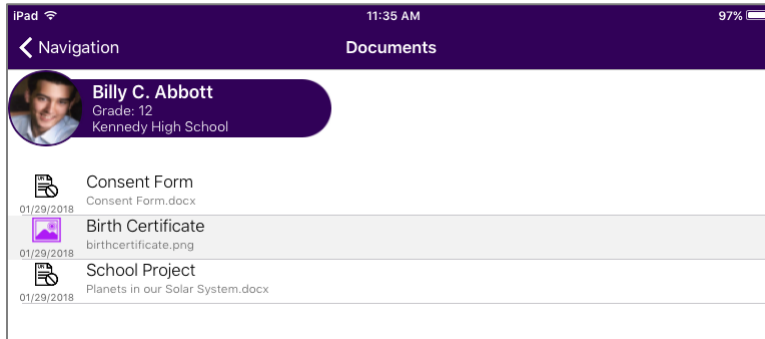 iPad 11:35 AM 97%
Navigation Documents
Billy C. Abbott
Grade: 12
Kennedy High School
Consent Form
Consent Form.docx
01/29/2018
Birth Certificate
birthcertificate.png
01/29/2018
School Project
Planets in our Solar System.docx
01/29/2018